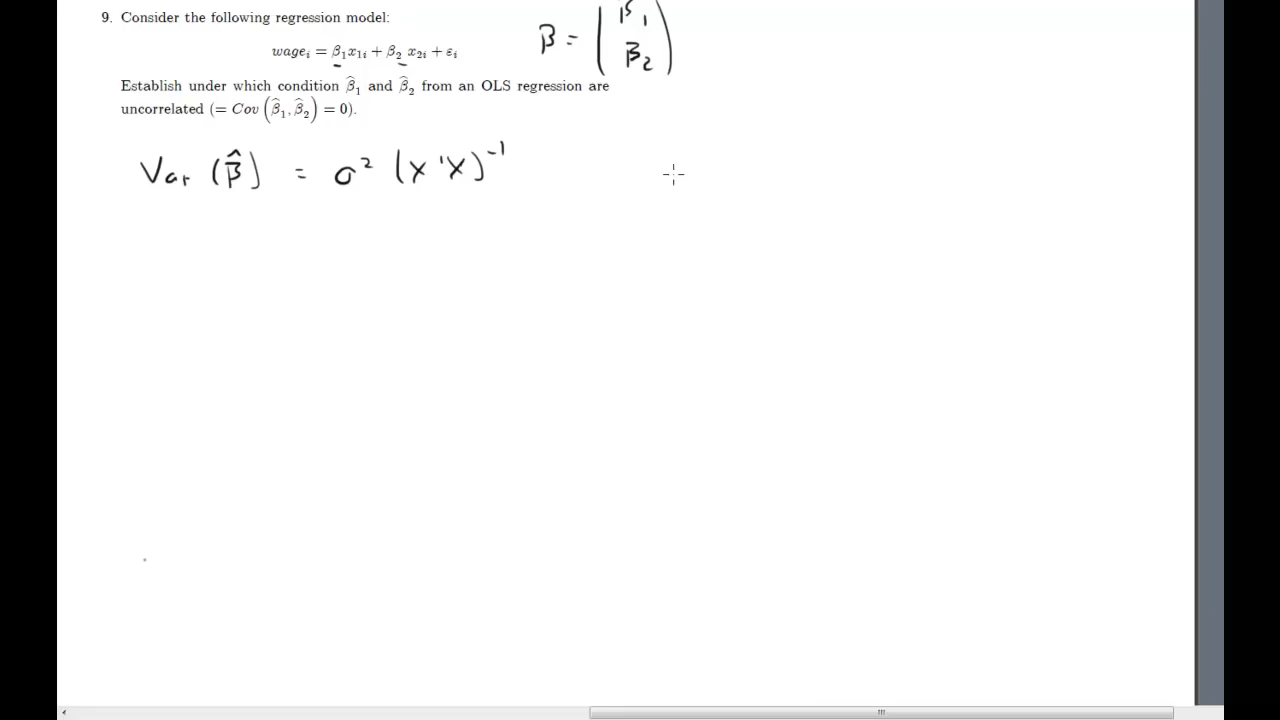 9. Consider the following regression model:
wageᵢ = β₁x₁ᵢ + β₂ x₂ᵢ + εᵢ
β = (β₁
β₂)
Establish under which condition β̂₁ and β̂₂ from an OLS regression are
uncorrelated (= Cov (β̂₁, β̂₂) = 0).
Var (β̂) = σ² (X'X)⁻¹